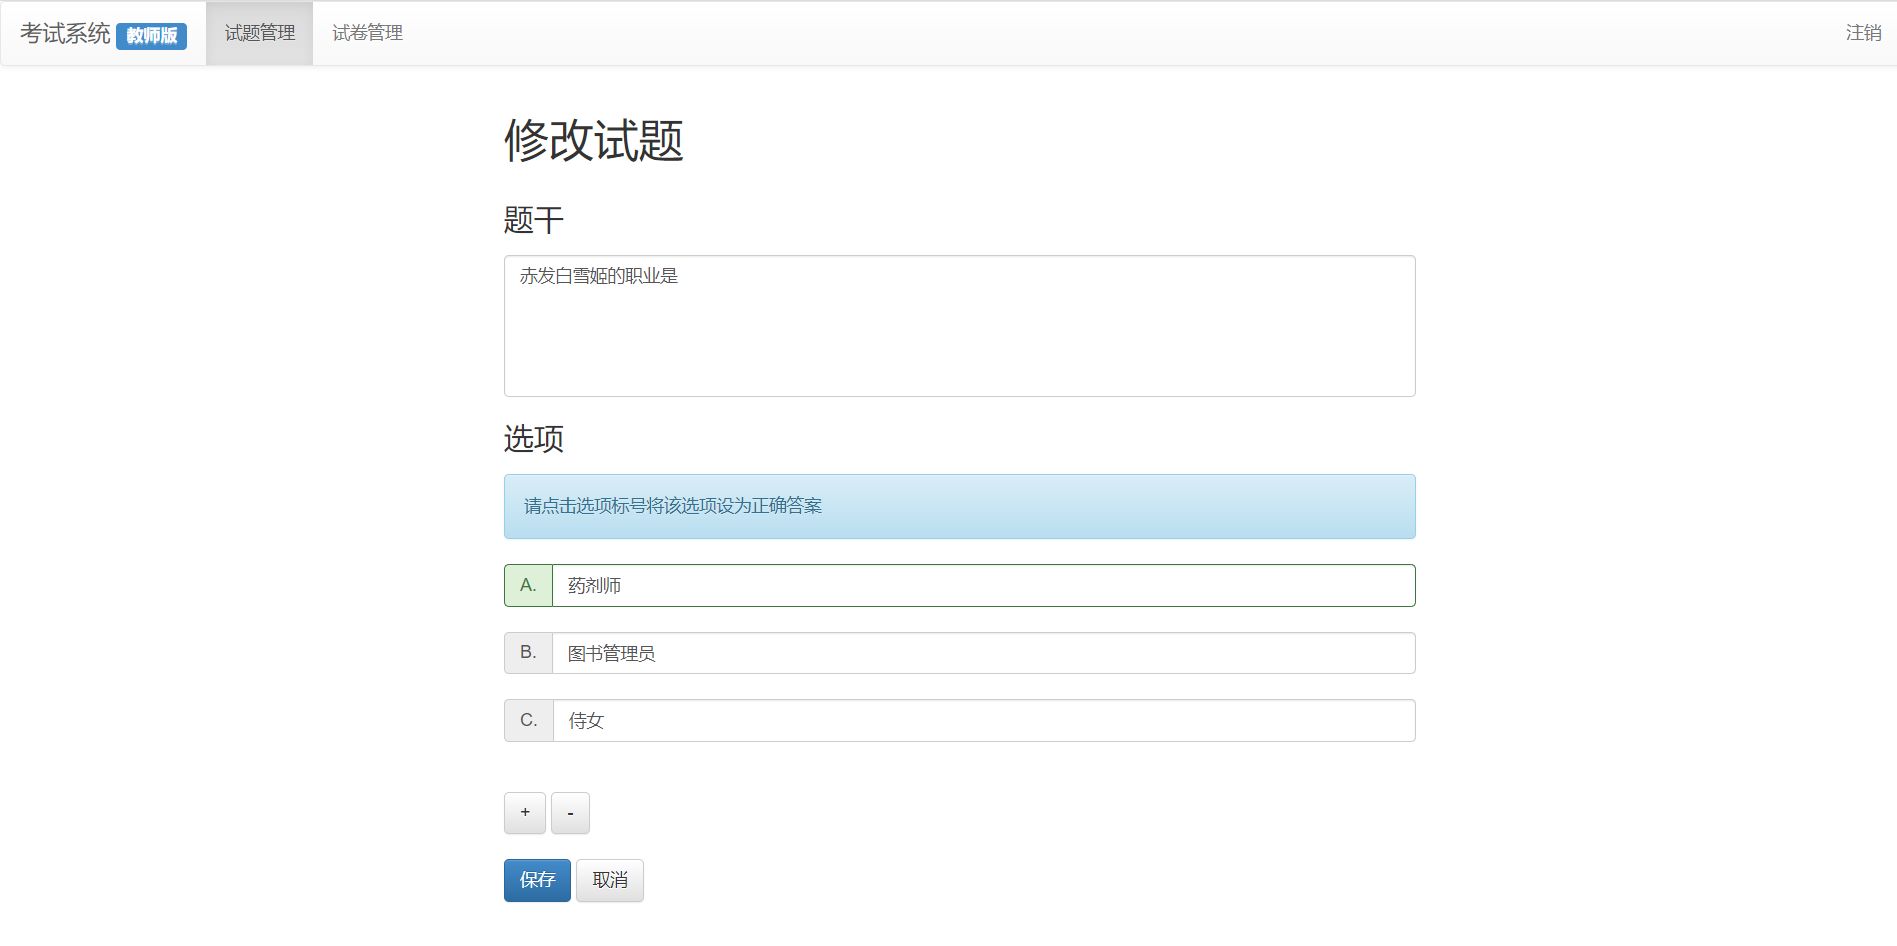 考试系统 教师版 试题管理 试卷管理 注销
修改试题
题干
赤发白雪姬的职业是
选项
请点击选项标号将该选项设为正确答案
A. 药剂师
B. 图书管理员
C. 侍女
+ -
保存 取消